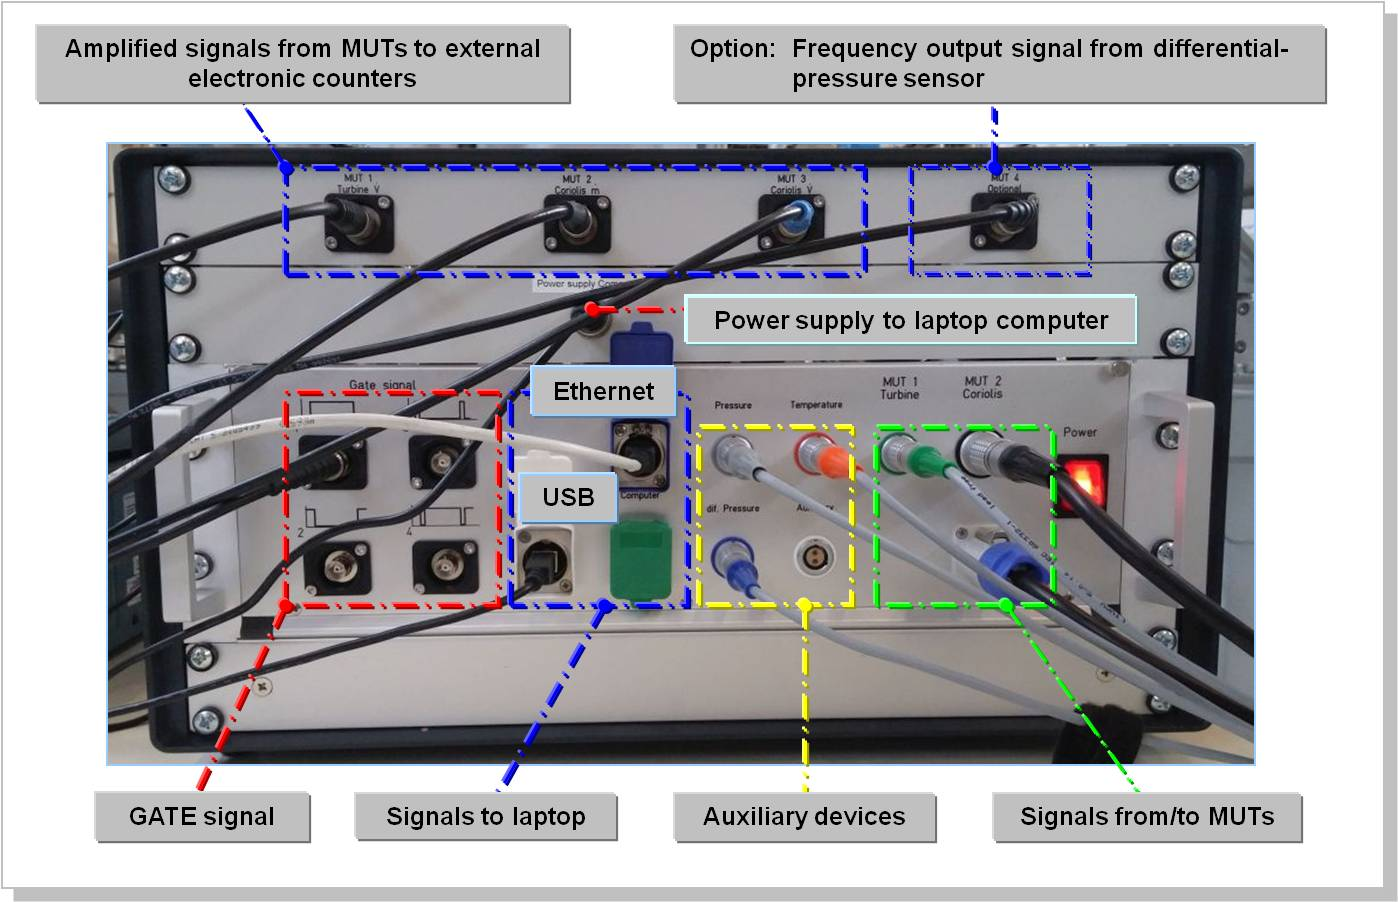 Amplified signals from MUTs to external
electronic counters
Option: Frequency output signal from differential-
pressure sensor
MUT 1
Turbine V
MUT 2
Coriolis m
MUT 3
Coriolis V
MUT 4
Optional
Power supply
Power supply to laptop computer
Ethernet
Gate signal
MUT 1
Turbine
MUT 2
Coriolis
Pressure
Temperature
Power
USB
Computer
dif. Pressure
2
4
GATE signal
Signals to laptop
Auxiliary devices
Signals from/to MUTs